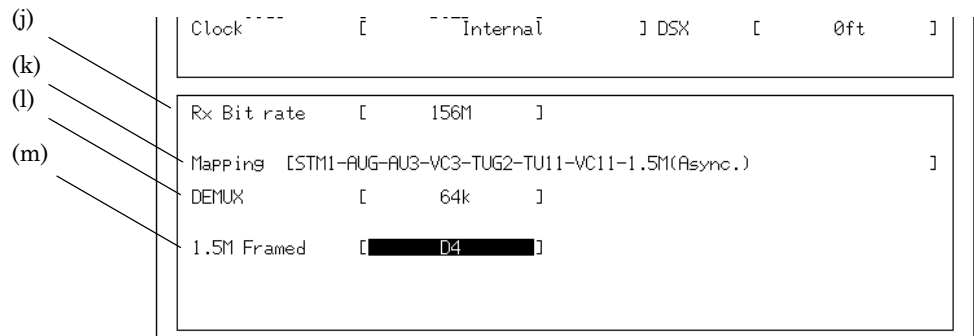 (j)
Clock [ Internal ] DSX [ 0ft ]
(k)
(l)
Rx Bit rate [ 156M ]
(m)
Mapping [STM1-AUG-AU3-VC3-TUG2-TU11-VC11-1.5M(Async.) ]
DEMUX [ 64k ]
1.5M Framed [ D4 ]